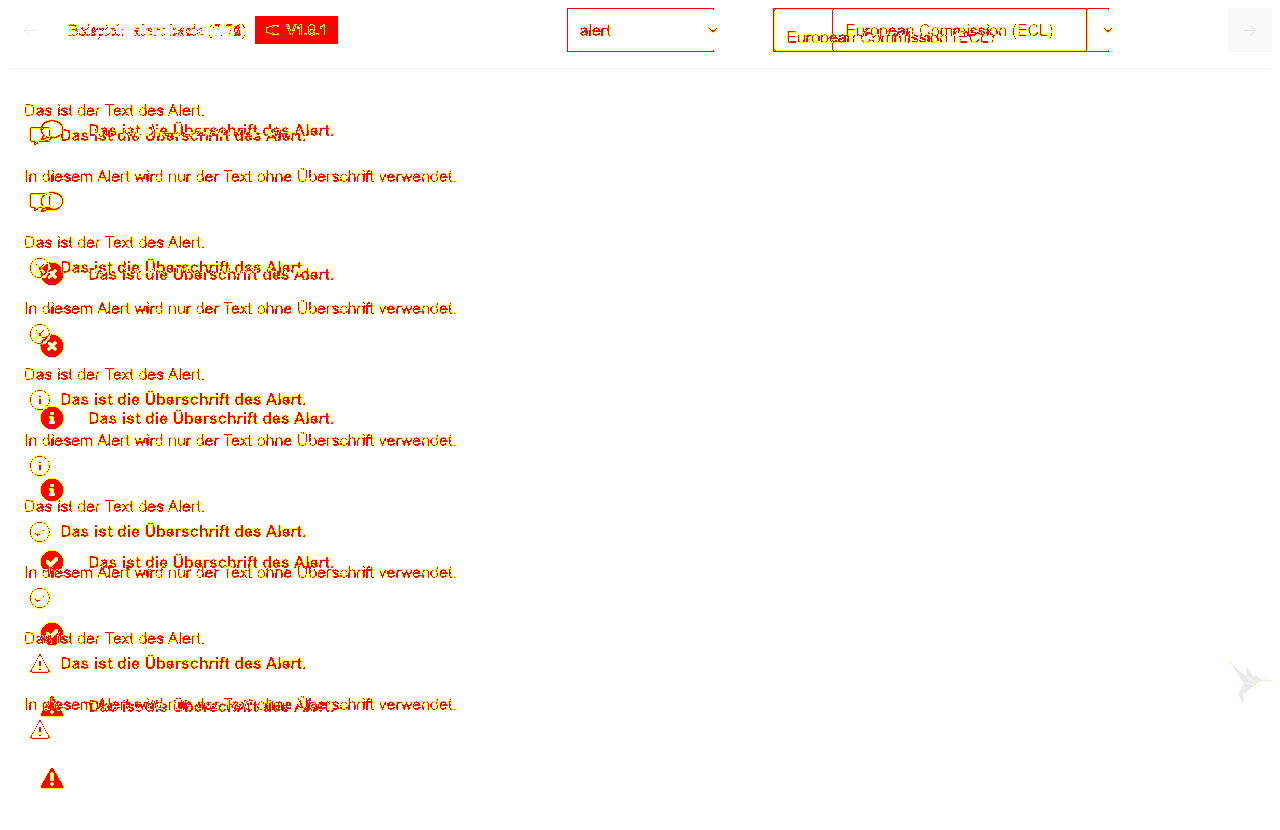 Beispiel: alert basic V1.0.1 alert European Commission (ECL)
European Commission (ECL)
Das ist der Text des Alert.
Das ist die Überschrift des Alert.
Das ist die Überschrift des Alert.
In diesem Alert wird nur der Text ohne Überschrift verwendet.
Das ist der Text des Alert.
Das ist die Überschrift des Alert.
Das ist die Überschrift des Alert.
In diesem Alert wird nur der Text ohne Überschrift verwendet.
Das ist der Text des Alert.
Das ist die Überschrift des Alert.
Das ist die Überschrift des Alert.
In diesem Alert wird nur der Text ohne Überschrift verwendet.
Das ist der Text des Alert.
Das ist die Überschrift des Alert.
Das ist die Überschrift des Alert.
In diesem Alert wird nur der Text ohne Überschrift verwendet.
Das ist der Text des Alert.
Das ist die Überschrift des Alert.
In diesem Alert wird nur der Text ohne Überschrift verwendet.
Das ist die Überschrift des Alert.